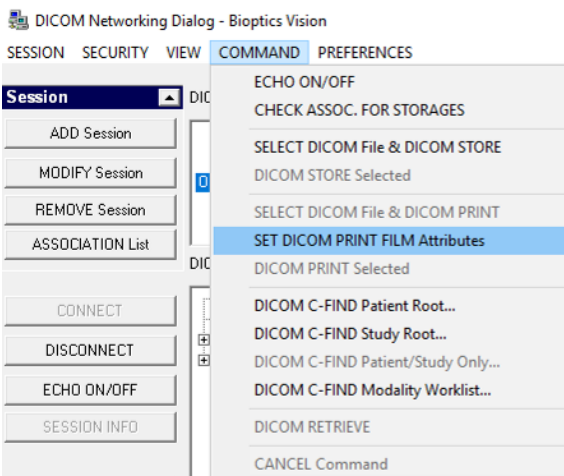 DICOM Networking Dialog - Bioptics Vision
SESSION SECURITY VIEW COMMAND PREFERENCES
Session
DIC
ADD Session
MODIFY Session
REMOVE Session
ASSOCIATION List
DIC
CONNECT
DISCONNECT
ECHO ON/OFF
SESSION INFO
ECHO ON/OFF
CHECK ASSOC. FOR STORAGES
SELECT DICOM File & DICOM STORE
DICOM STORE Selected
SELECT DICOM File & DICOM PRINT
SET DICOM PRINT FILM Attributes
DICOM PRINT Selected
DICOM C-FIND Patient Root...
DICOM C-FIND Study Root...
DICOM C-FIND Patient/Study Only...
DICOM C-FIND Modality Worklist...
DICOM RETRIEVE
CANCEL Command